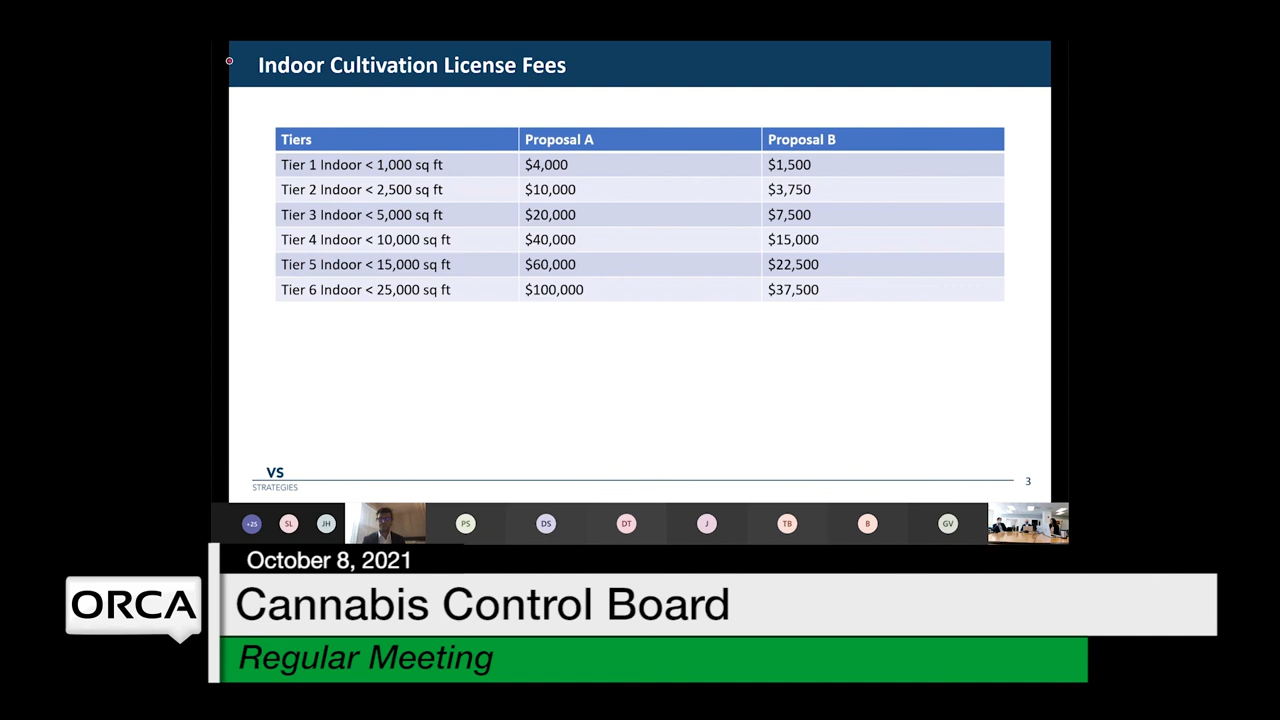 Indoor Cultivation License Fees
Tiers Proposal A Proposal B
Tier 1 Indoor < 1,000 sq ft $4,000 $1,500
Tier 2 Indoor < 2,500 sq ft $10,000 $3,750
Tier 3 Indoor < 5,000 sq ft $20,000 $7,500
Tier 4 Indoor < 10,000 sq ft $40,000 $15,000
Tier 5 Indoor < 15,000 sq ft $60,000 $22,500
Tier 6 Indoor < 25,000 sq ft $100,000 $37,500
VS
STRATEGIES
3
+25 SL JH PS DS DT J TB B GV
October 8, 2021
ORCA
Cannabis Control Board
Regular Meeting